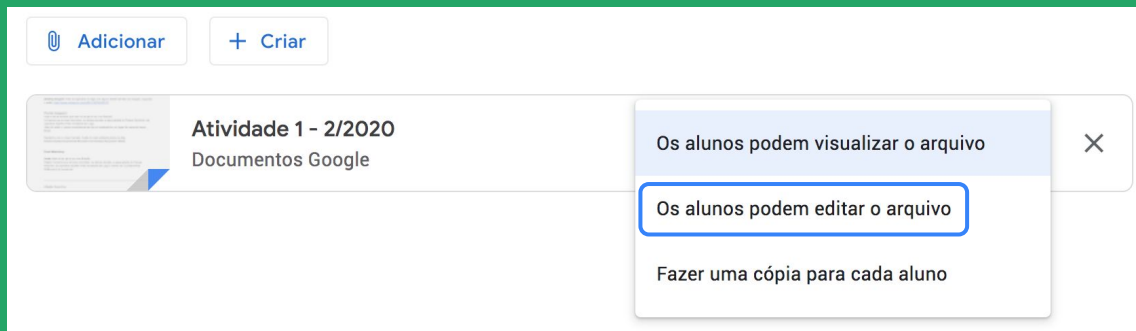 Adicionar
Criar
Atividade 1 - 2/2020
Documentos Google
Os alunos podem visualizar o arquivo
Os alunos podem editar o arquivo
Fazer uma cópia para cada aluno